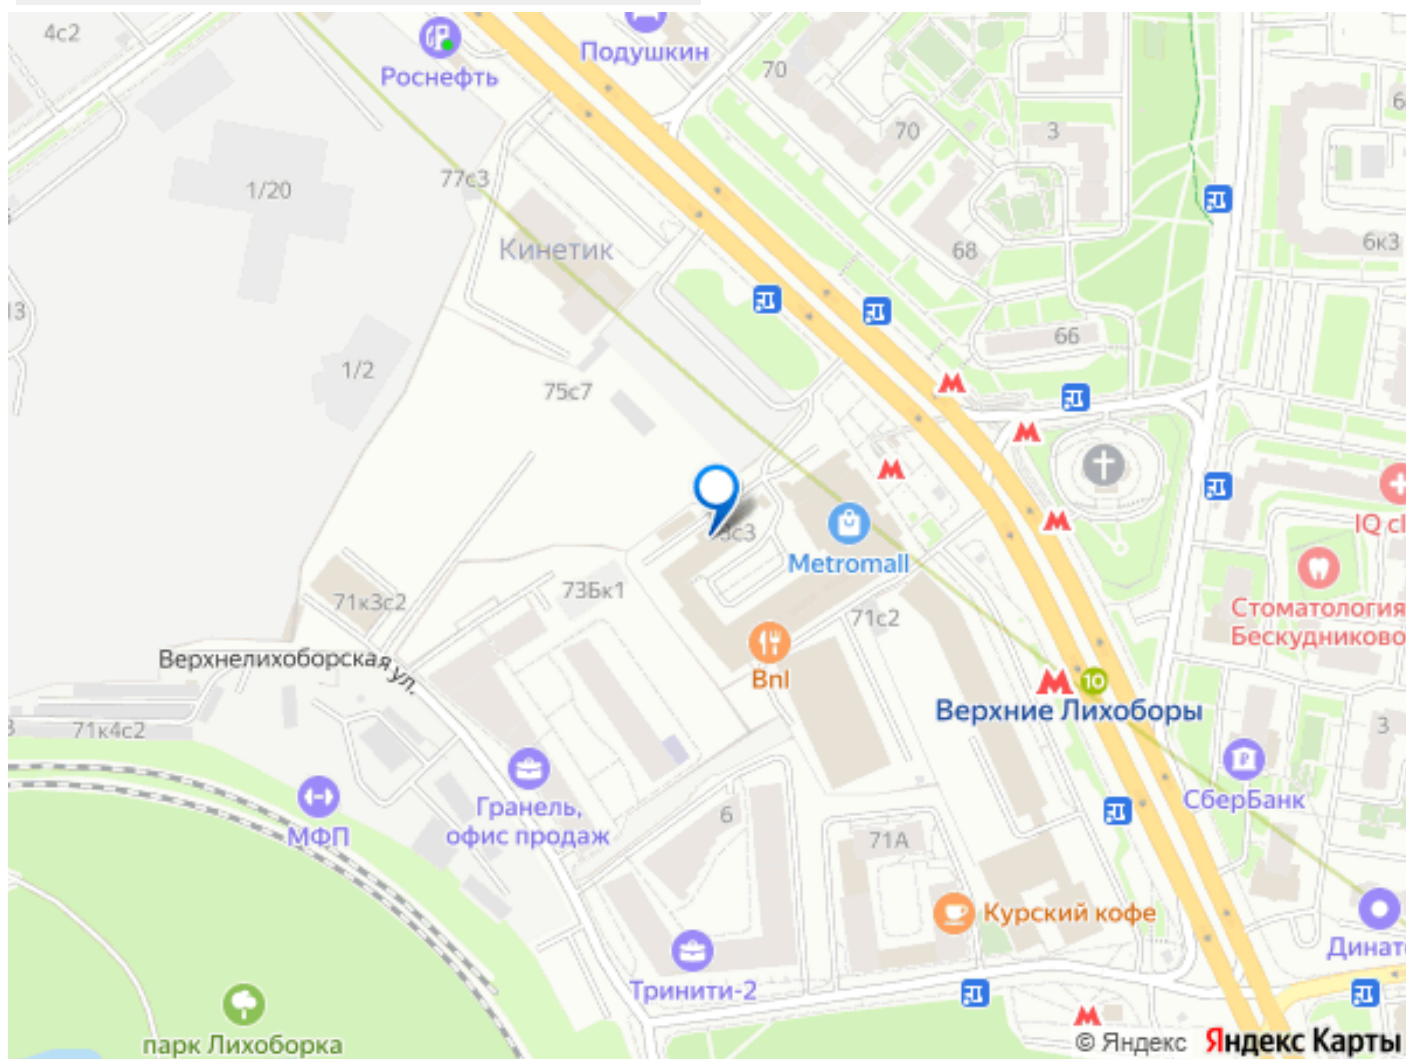 4с2
Роснефть
Подушкин
70
70
3
77с3
1/20
Кинетик
68
6к3
13
66
1/2
75с7
IQ cl
Metromall
73Бк1
71к3с2
71с2
Стоматология
Бескудниково
Верхнелихоборская ул.
Bnl
10
Верхние Лихоборы
71к4с2
3
СберБанк
Гранель,
офис продаж
МФП
6
71А
Курский кофе
Динат
Тринити-2
парк Лихоборка
© Яндекс Яндекс Карты